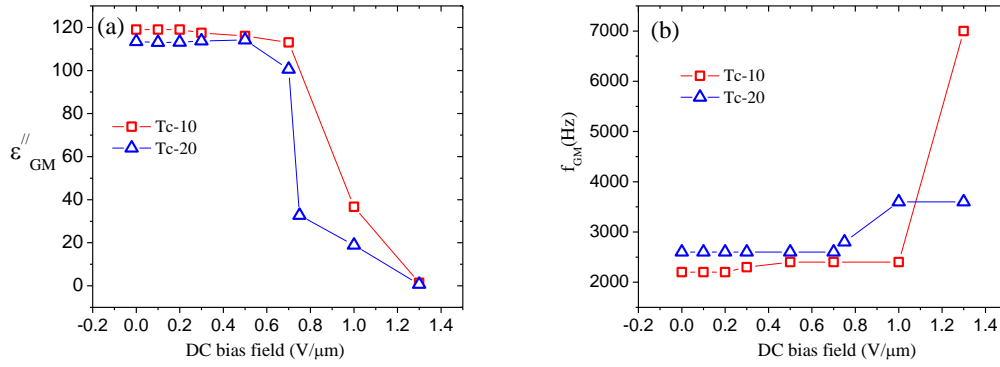 (a)
120
100
80
60
40
20
0
ε''GM
Tc-10
Tc-20
-0.2 0.0 0.2 0.4 0.6 0.8 1.0 1.2 1.4
DC bias field (V/μm)
(b)
7000
6000
5000
4000
3000
2000
fGM(Hz)
Tc-10
Tc-20
-0.2 0.0 0.2 0.4 0.6 0.8 1.0 1.2 1.4
DC bias field (V/μm)